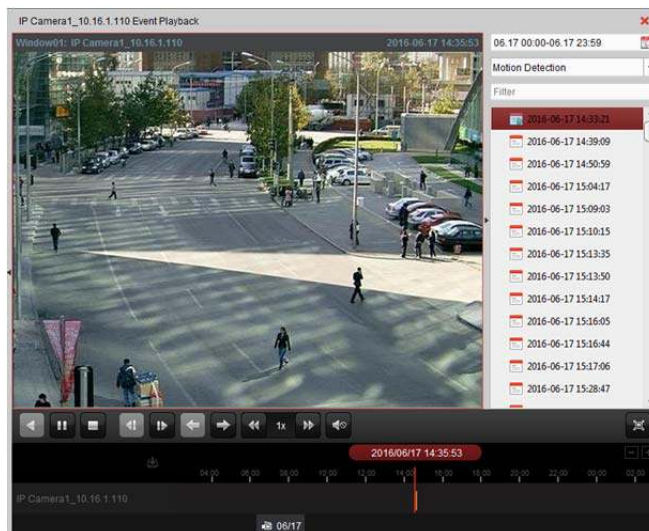 IP Camera1_10.16.1.110 Event Playback
Window01: IP Camera1_10.16.1.110 2016-06-17 14:35:53
06.17 00:00-06.17 23:59
Motion Detection
Filter
2016-06-17 14:33:21
2016-06-17 14:39:09
2016-06-17 14:50:59
2016-06-17 15:04:17
2016-06-17 15:09:03
2016-06-17 15:10:15
2016-06-17 15:13:35
2016-06-17 15:13:50
2016-06-17 15:14:17
2016-06-17 15:16:05
2016-06-17 15:16:44
2016-06-17 15:17:06
2016-06-17 15:28:47
1x
2016/06/17 14:35:53
04:00 06:00 08:00 10:00 12:00 14:00 16:00 18:00 20:00 22:00 00:00 02:00
IP Camera1_10.16.1.110
06/17